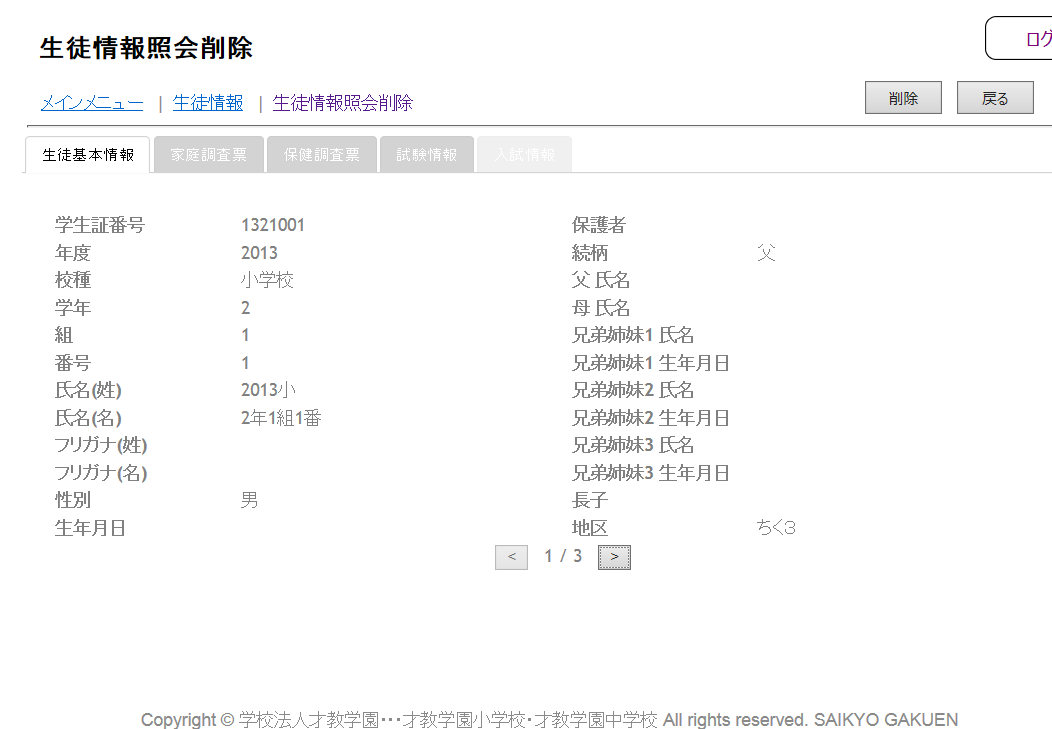 生徒情報照会削除
ログ
メインメニュー | 生徒情報 | 生徒情報照会削除
削除 戻る
生徒基本情報 家庭調査票 保健調査票 試験情報 入試情報
学生証番号 1321001 保護者
年度 2013 続柄 父
校種 小学校 父 氏名
学年 2 母 氏名
組 1 兄弟姉妹1 氏名
番号 1 兄弟姉妹1 生年月日
氏名(姓) 2013小 兄弟姉妹2 氏名
氏名(名) 2年1組1番 兄弟姉妹2 生年月日
フリガナ(姓) 兄弟姉妹3 氏名
フリガナ(名) 兄弟姉妹3 生年月日
性別 男 長子
生年月日 地区 ちく3
< 1 / 3 >
Copyright © 学校法人才教学園・・・才教学園小学校・才教学園中学校 All rights reserved. SAIKYO GAKUEN